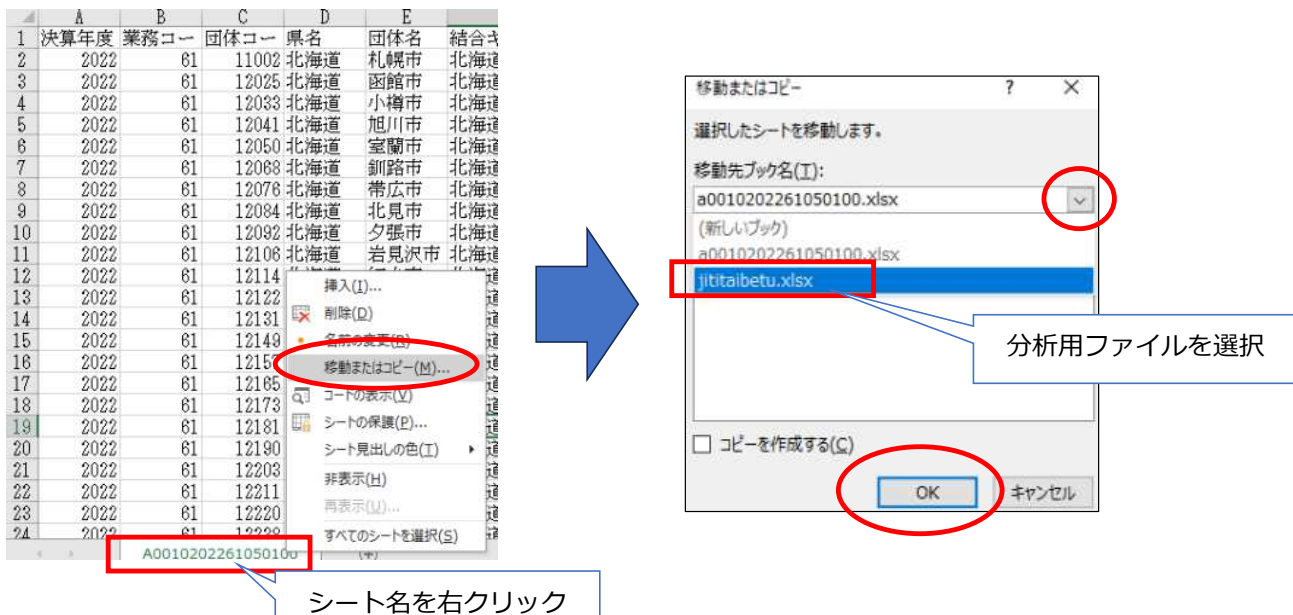 A B C D E
1 決算年度 業務コー 団体コー 県名 団体名 結合キ
2 2022 61 11002 北海道 札幌市 北海道
3 2022 61 12025 北海道 函館市 北海道
4 2022 61 12033 北海道 小樽市 北海道
5 2022 61 12041 北海道 旭川市 北海道
6 2022 61 12050 北海道 室蘭市 北海道
7 2022 61 12068 北海道 釧路市 北海道
8 2022 61 12076 北海道 帯広市 北海道
9 2022 61 12084 北海道 北見市 北海道
10 2022 61 12092 北海道 夕張市 北海道
11 2022 61 12106 北海道 岩見沢市 北海道
12 2022 61 12114
13 2022 61 12122
14 2022 61 12131
15 2022 61 12149
16 2022 61 1215
17 2022 61 12165
18 2022 61 12173
19 2022 61 12181
20 2022 61 12190
21 2022 61 12203
22 2022 61 12211
23 2022 61 12220
24 2022 61 12238
挿入(I)...
削除(D)
名前の変更(R)
移動またはコピー(M)...
コードの表示(V)
シートの保護(P)...
シート見出しの色(T)
非表示(H)
再表示(U)...
すべてのシートを選択(S)
A0010202261050100
シート名を右クリック
移動またはコピー ? ×
選択したシートを移動します。
移動先ブック名(T):
a0010202261050100.xlsx
(新しいブック)
a0010202261050100.xlsx
jititaibetu.xlsx
分析用ファイルを選択
コピーを作成する(C)
OK キャンセル